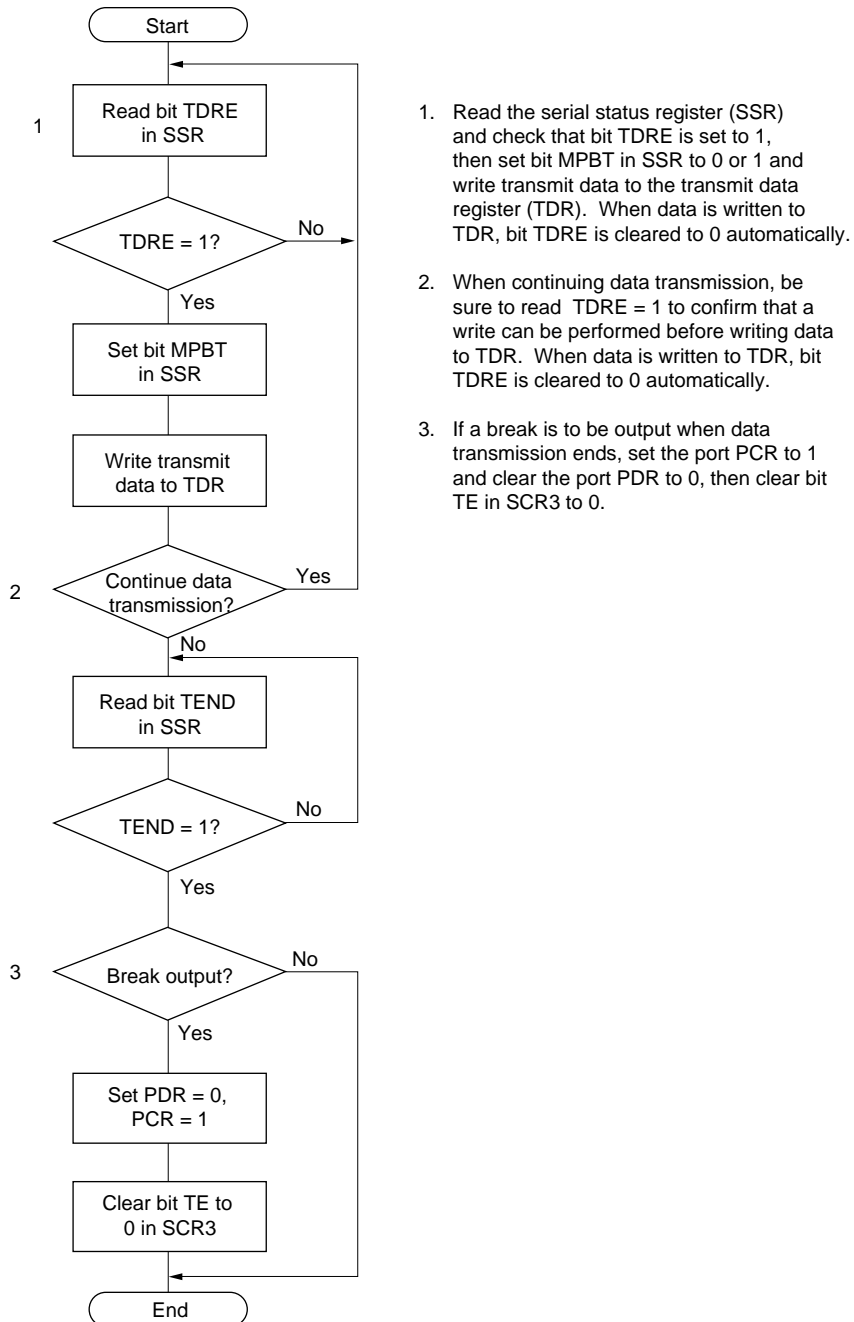 Start
1
Read bit TDRE
in SSR
TDRE = 1?
No
Yes
Set bit MPBT
in SSR
Write transmit
data to TDR
2
Continue data
transmission?
Yes
No
Read bit TEND
in SSR
TEND = 1?
No
Yes
3
Break output?
No
Yes
Set PDR = 0,
PCR = 1
Clear bit TE to
0 in SCR3
End
1. Read the serial status register (SSR)
and check that bit TDRE is set to 1,
then set bit MPBT in SSR to 0 or 1 and
write transmit data to the transmit data
register (TDR). When data is written to
TDR, bit TDRE is cleared to 0 automatically.
2. When continuing data transmission, be
sure to read TDRE = 1 to confirm that a
write can be performed before writing data
to TDR. When data is written to TDR, bit
TDRE is cleared to 0 automatically.
3. If a break is to be output when data
transmission ends, set the port PCR to 1
and clear the port PDR to 0, then clear bit
TE in SCR3 to 0.